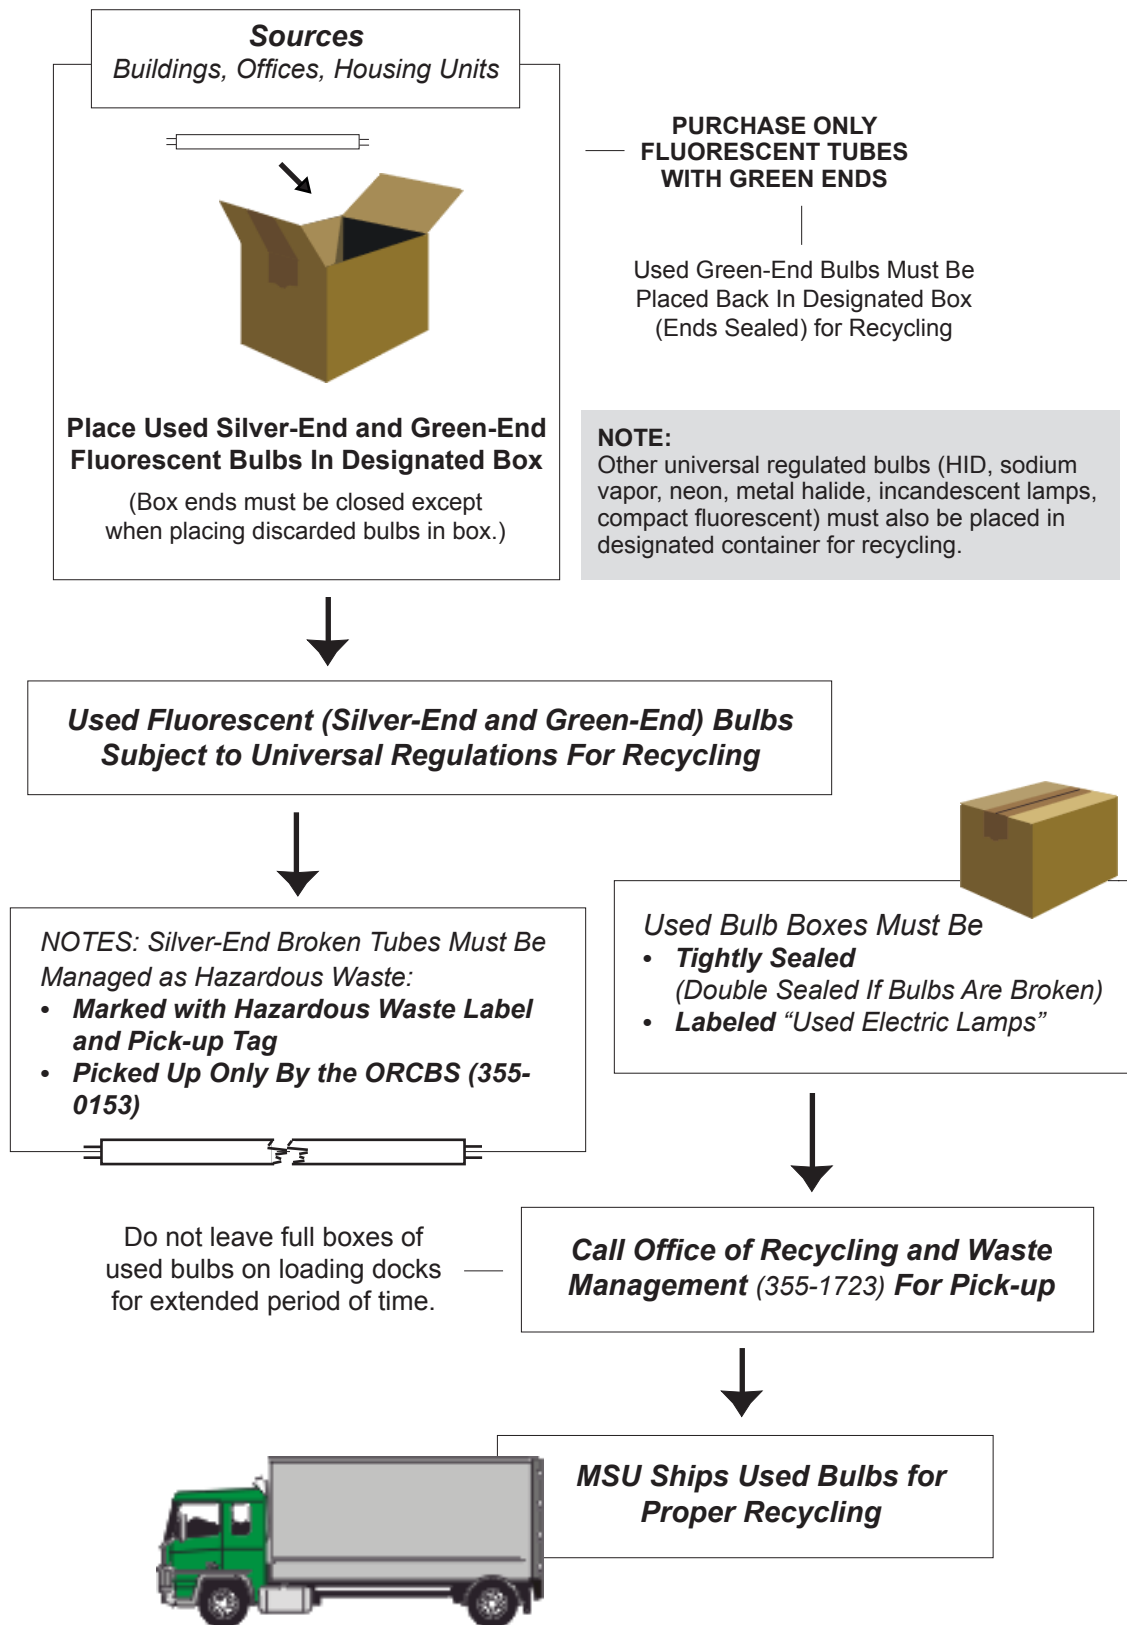 Sources
Buildings, Offices, Housing Units
PURCHASE ONLY
FLUORESCENT TUBES
WITH GREEN ENDS
Used Green-End Bulbs Must Be
Placed Back In Designated Box
(Ends Sealed) for Recycling
Place Used Silver-End and Green-End
Fluorescent Bulbs In Designated Box
(Box ends must be closed except
when placing discarded bulbs in box.)
NOTE:
Other universal regulated bulbs (HID, sodium
vapor, neon, metal halide, incandescent lamps,
compact fluorescent) must also be placed in
designated container for recycling.
Used Fluorescent (Silver-End and Green-End) Bulbs
Subject to Universal Regulations For Recycling
NOTES: Silver-End Broken Tubes Must Be
Managed as Hazardous Waste:
• Marked with Hazardous Waste Label
and Pick-up Tag
• Picked Up Only By the ORCBS (355-
0153)
Used Bulb Boxes Must Be
• Tightly Sealed
(Double Sealed If Bulbs Are Broken)
• Labeled “Used Electric Lamps”
Do not leave full boxes of
used bulbs on loading docks
for extended period of time.
Call Office of Recycling and Waste
Management (355-1723) For Pick-up
MSU Ships Used Bulbs for
Proper Recycling